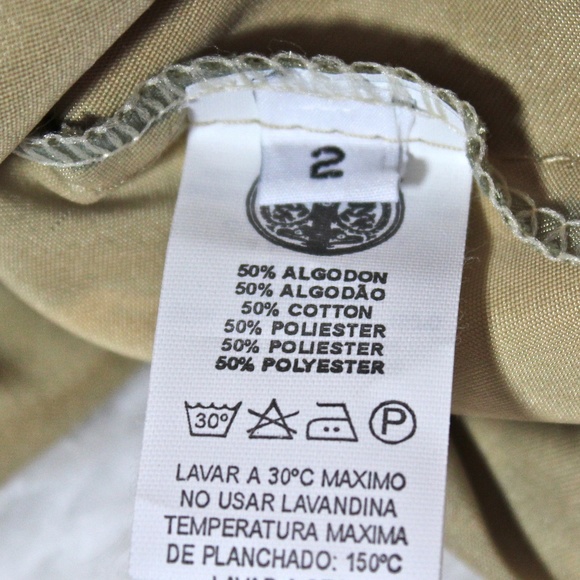 2
50% ALGODON
50% ALGODÃO
50% COTTON
50% POLIESTER
50% POLIESTER
50% POLYESTER
30º P
LAVAR A 30ºC MAXIMO
NO USAR LAVANDINA
TEMPERATURA MAXIMA
DE PLANCHADO: 150ºC